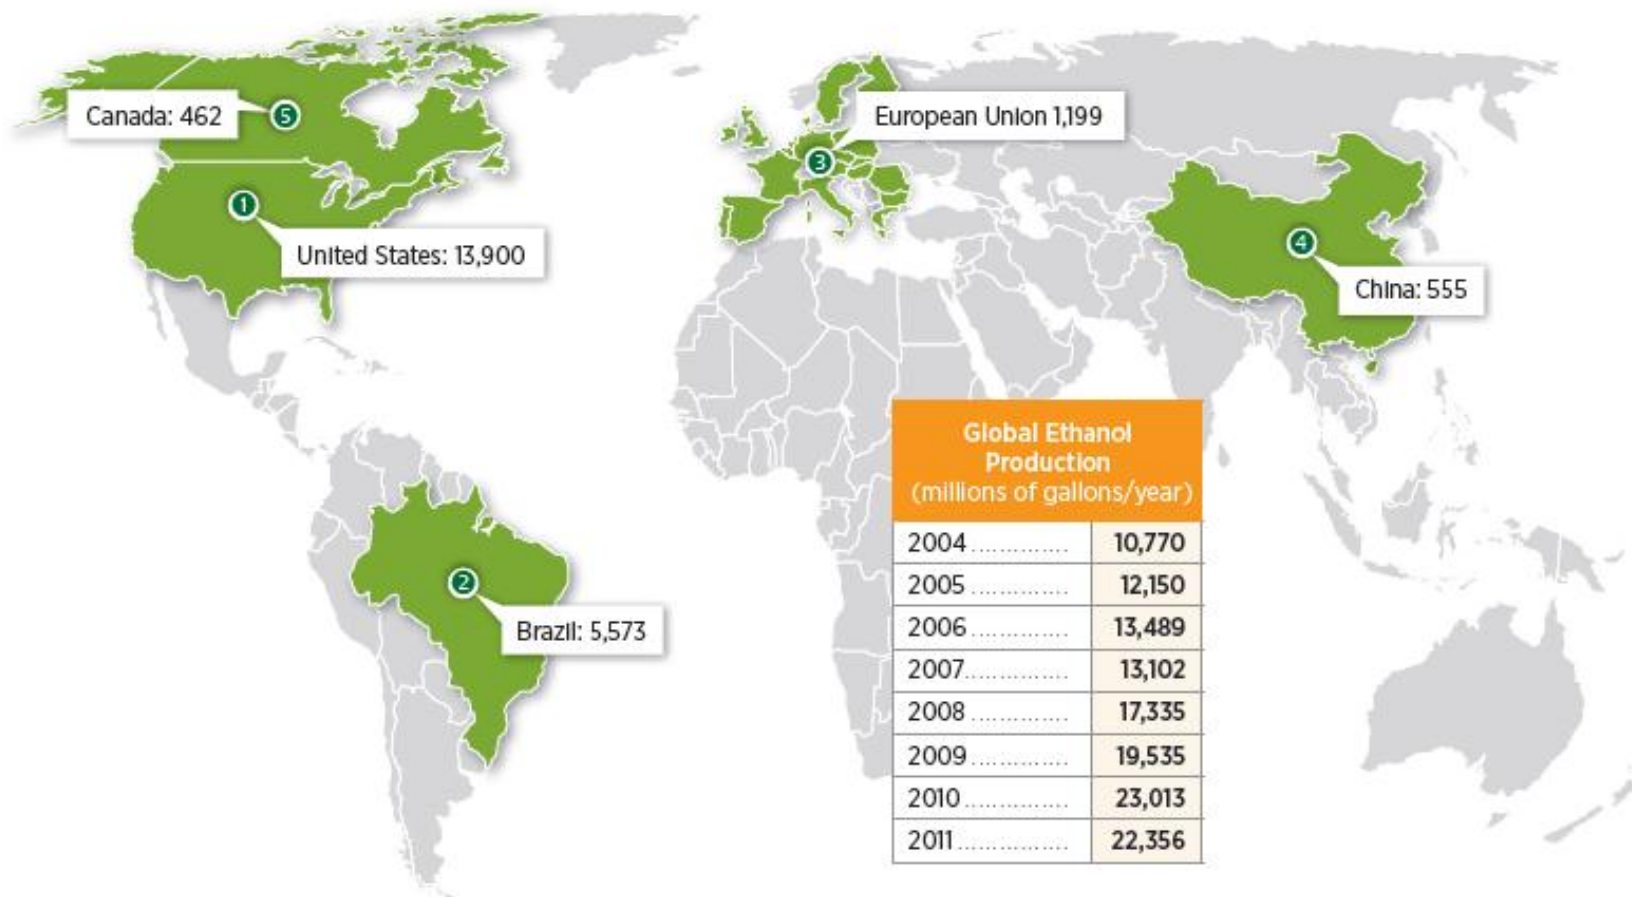 5
Canada: 462
1
United States: 13,900
3
European Union 1,199
4
China: 555
2
Brazil: 5,573
Global Ethanol
Production
(millions of gallons/year)
2004 .............. 10,770
2005 .............. 12,150
2006 .............. 13,489
2007............... 13,102
2008 .............. 17,335
2009 .............. 19,535
2010 ............... 23,013
2011 ................ 22,356